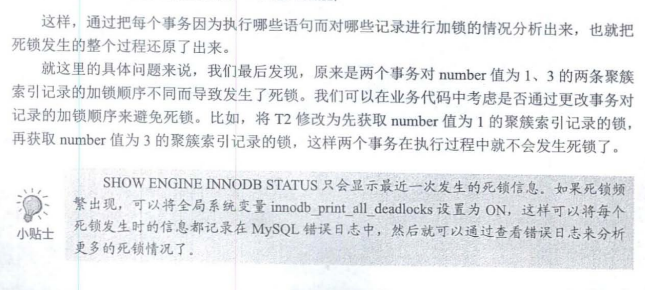 这样，通过把每个事务因为执行哪些语句而对哪些记录进行加锁的情况分析出来，也就把
死锁发生的整个过程还原了出来。
就这里的具体问题来说，我们最后发现，原来是两个事务对 number 值为 1、3 的两条聚簇
索引记录的加锁顺序不同而导致发生了死锁。我们可以在业务代码中考虑是否通过更改事务对
记录的加锁顺序来避免死锁。比如，将 T2 修改为先获取 number 值为 1 的聚簇索引记录的锁，
再获取 number 值为 3 的聚簇索引记录的锁，这样两个事务在执行过程中就不会发生死锁了。
SHOW ENGINE INNODB STATUS 只会显示最近一次发生的死锁信息。如果死锁频
繁出现，可以将全局系统变量 innodb_print_all_deadlocks 设置为 ON，这样可以将每个
死锁发生时的信息都记录在 MySQL 错误日志中，然后就可以通过查看错误日志来分析
更多的死锁情况了。
小贴士